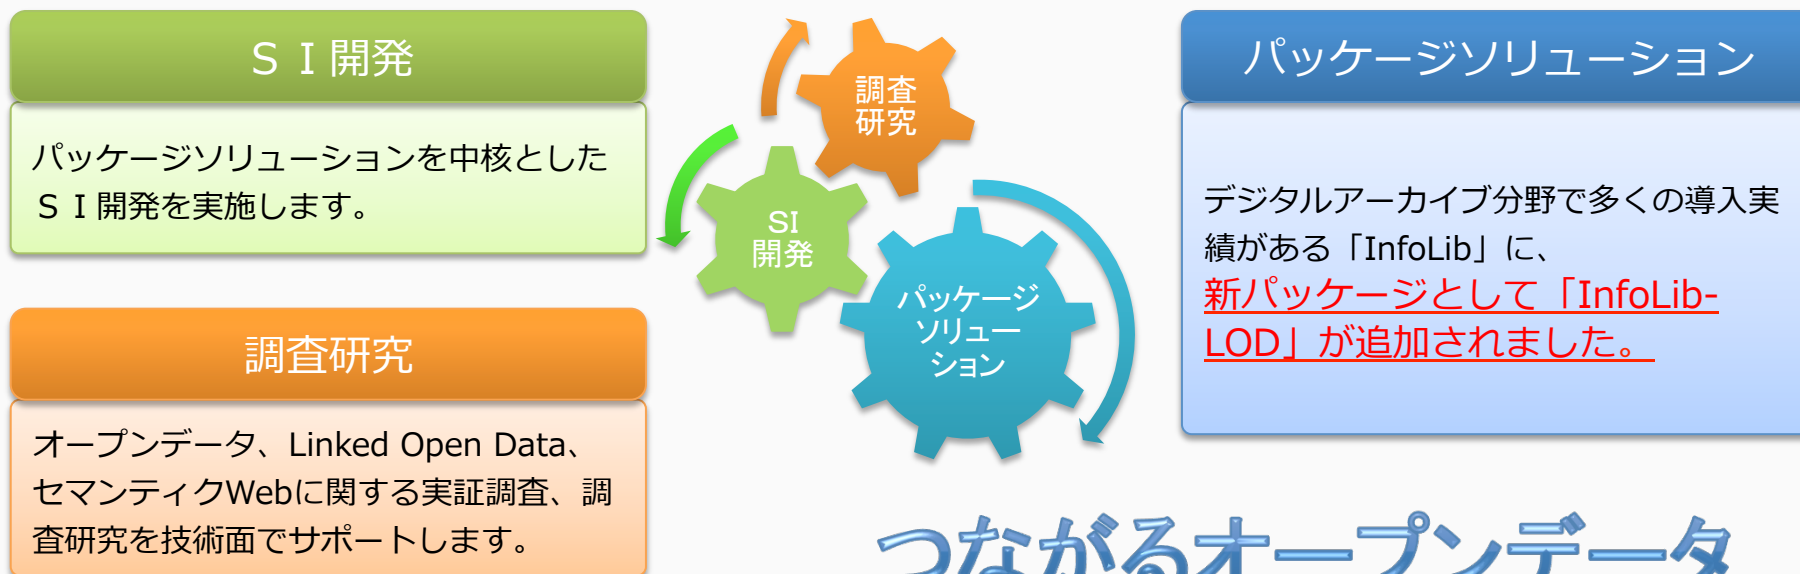 ＳＩ開発
パッケージソリューションを中核とした
ＳＩ開発を実施します。
調査研究
オープンデータ、Linked Open Data、
セマンティクWebに関する実証調査、調
査研究を技術面でサポートします。
調査
研究
SI
開発
パッケージ
ソリュー
ション
パッケージソリューション
デジタルアーカイブ分野で多くの導入実
績がある「InfoLib」に、
新パッケージとして「InfoLib-
LOD」が追加されました。
つながるオープンデータ